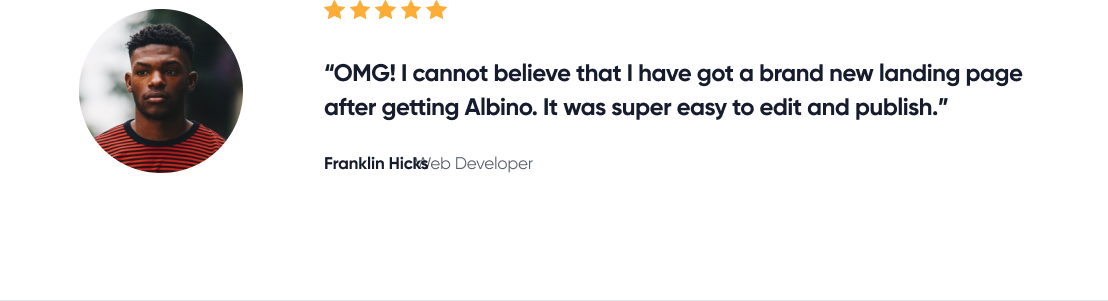 “OMG! I cannot believe that I have got a brand new landing page
after getting Albino. It was super easy to edit and publish.”
Franklin Hicks Web Developer